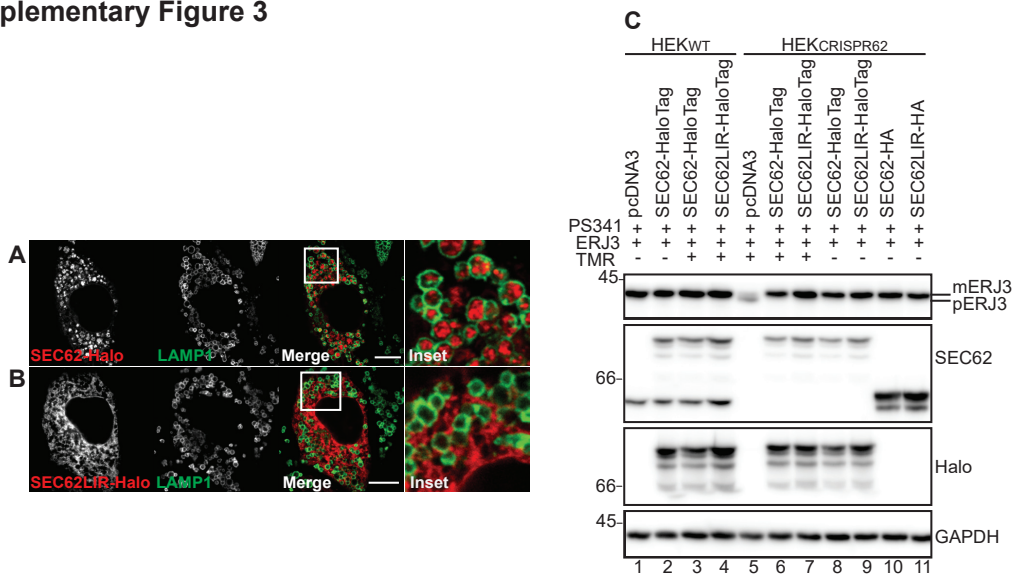 plementary Figure 3
A
SEC62-Halo LAMP1 Merge Inset
B
SEC62LIR-Halo LAMP1 Merge Inset
C
HEKWT HEKCRISPR62
pcDNA3 SEC62-HaloTag SEC62-HaloTag SEC62LIR-HaloTag pcDNA3 SEC62-HaloTag SEC62LIR-HaloTag SEC62-HaloTag SEC62LIR-HaloTag SEC62-HA SEC62LIR-HA
PS341 + + + + + + + + + + +
ERJ3 + + + + + + + + + + +
TMR - - + + + + + - - - -
45- mERJ3
pERJ3
SEC62
66-
Halo
66-
45-
GAPDH
1 2 3 4 5 6 7 8 9 10 11